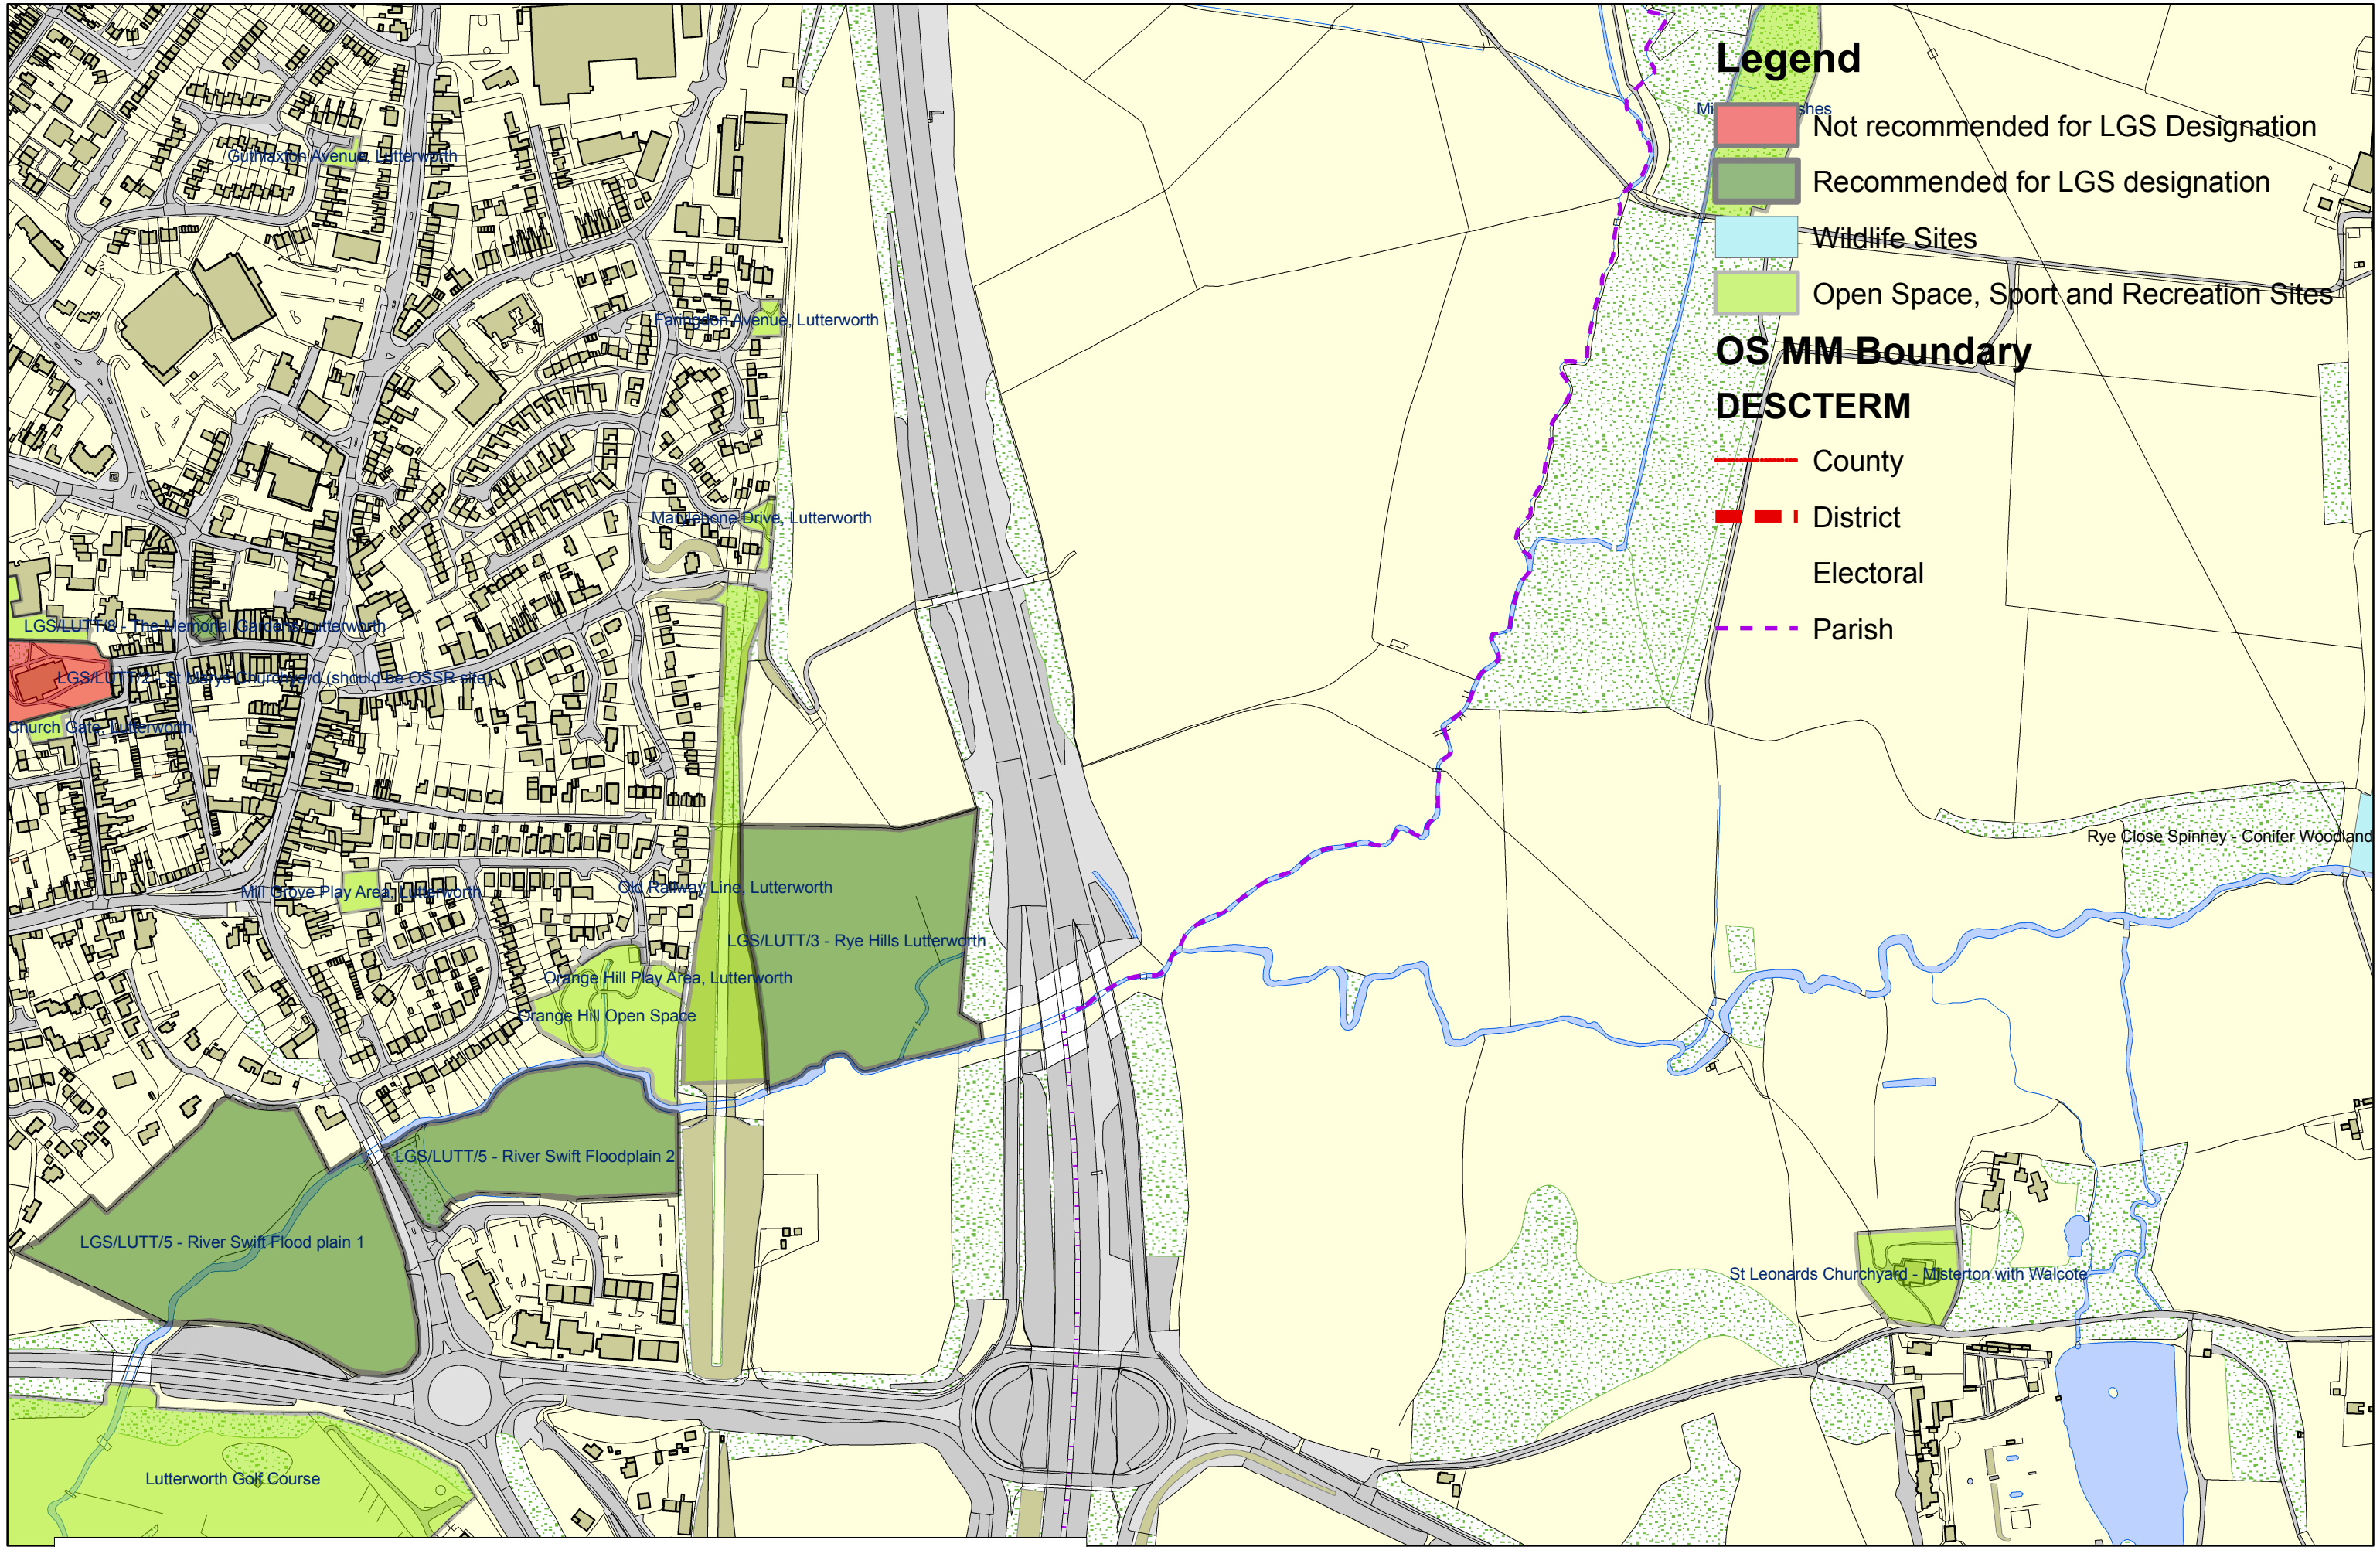 Legend
Not recommended for LGS Designation
Recommended for LGS designation
Wildlife Sites
Open Space, Sport and Recreation Sites
OS MM Boundary
DESCTERM
County
District
Electoral
Parish
Guthlaxton Avenue, Lutterworth
Faringdon Avenue, Lutterworth
Marylebone Drive, Lutterworth
LGS/LUTT/8 - The Memorial Gardens Lutterworth
LGS/LUTT/2 - St Marys Churchyard (should be OSSR site)
Church Gate, Lutterworth
Rye Close Spinney - Conifer Woodland
Mill Grove Play Area, Lutterworth
Old Railway Line, Lutterworth
LGS/LUTT/3 - Rye Hills Lutterworth
Orange Hill Play Area, Lutterworth
Orange Hill Open Space
LGS/LUTT/5 - River Swift Floodplain 2
LGS/LUTT/5 - River Swift Flood plain 1
St Leonards Churchyard - Misterton with Walcote
Lutterworth Golf Course